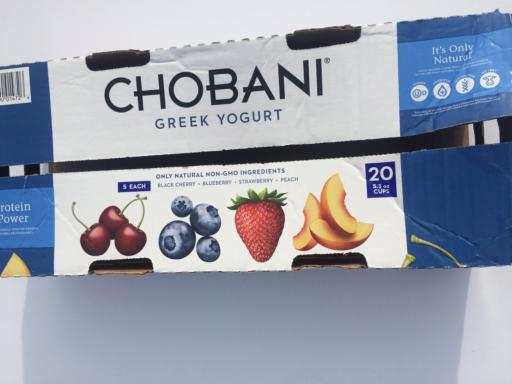 CHOBANI®
GREEK YOGURT
It's Only
Natural
5 EACH
ONLY NATURAL NON-GMO INGREDIENTS
BLACK CHERRY • BLUEBERRY • STRAWBERRY • PEACH
20
5.3 oz
CUPS
rotein
Power